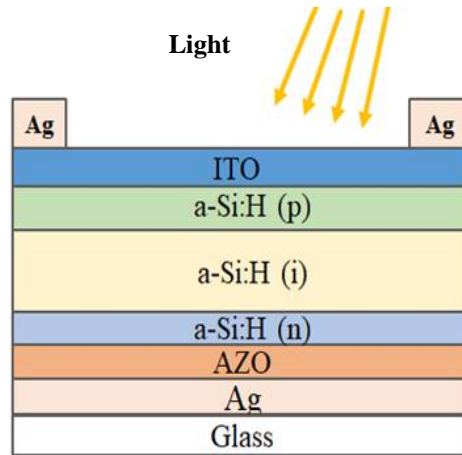 Light
Ag Ag
ITO
a-Si:H (p)
a-Si:H (i)
a-Si:H (n)
AZO
Ag
Glass